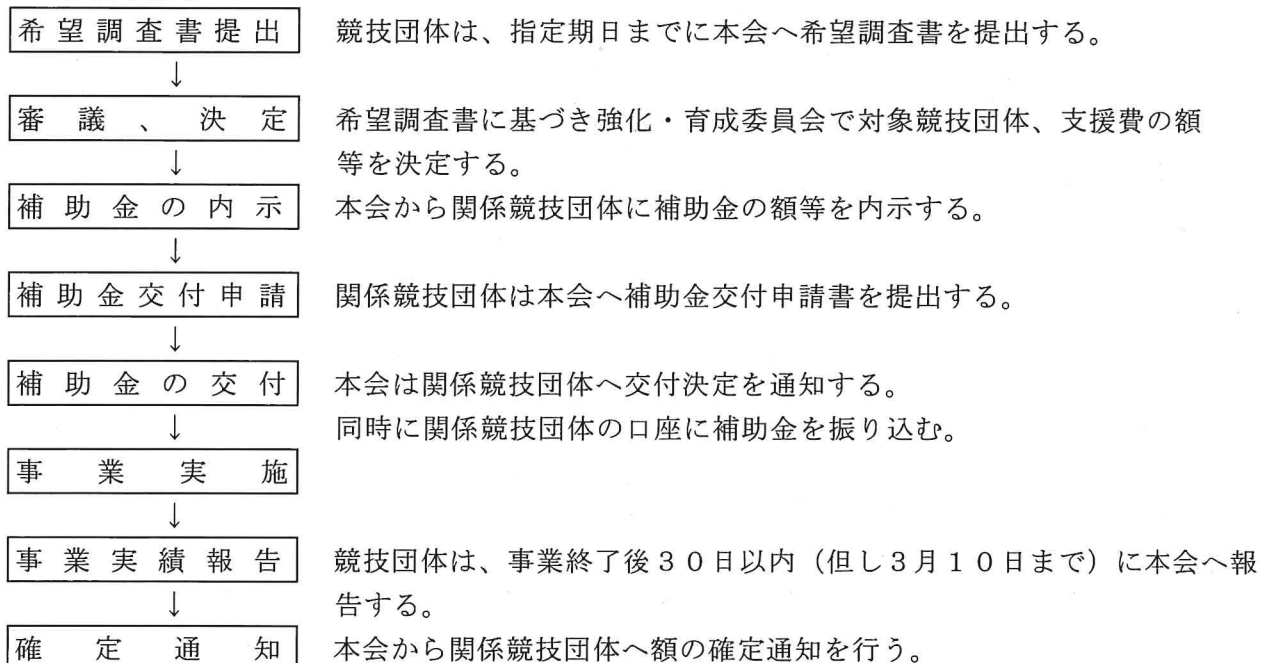 希望調査書提出 競技団体は、指定期日までに本会へ希望調査書を提出する。
↓
審議、決定 希望調査書に基づき強化・育成委員会で対象競技団体、支援費の額
↓ 等を決定する。
補助金の内示 本会から関係競技団体に補助金の額等を内示する。
↓
補助金交付申請 関係競技団体は本会へ補助金交付申請書を提出する。
↓
補助金の交付 本会は関係競技団体へ交付決定を通知する。
↓ 同時に関係競技団体の口座に補助金を振り込む。
事業実施
↓
事業実績報告 競技団体は、事業終了後30日以内(但し3月10日まで)に本会へ報
↓ 告する。
確定通知 本会から関係競技団体へ額の確定通知を行う。